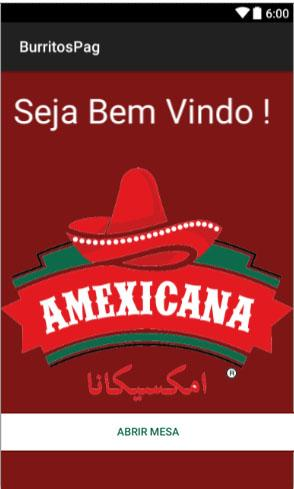 6:00
BurritosPag
Seja Bem Vindo !
AMEXICANA
امكسيكانا
®
ABRIR MESA